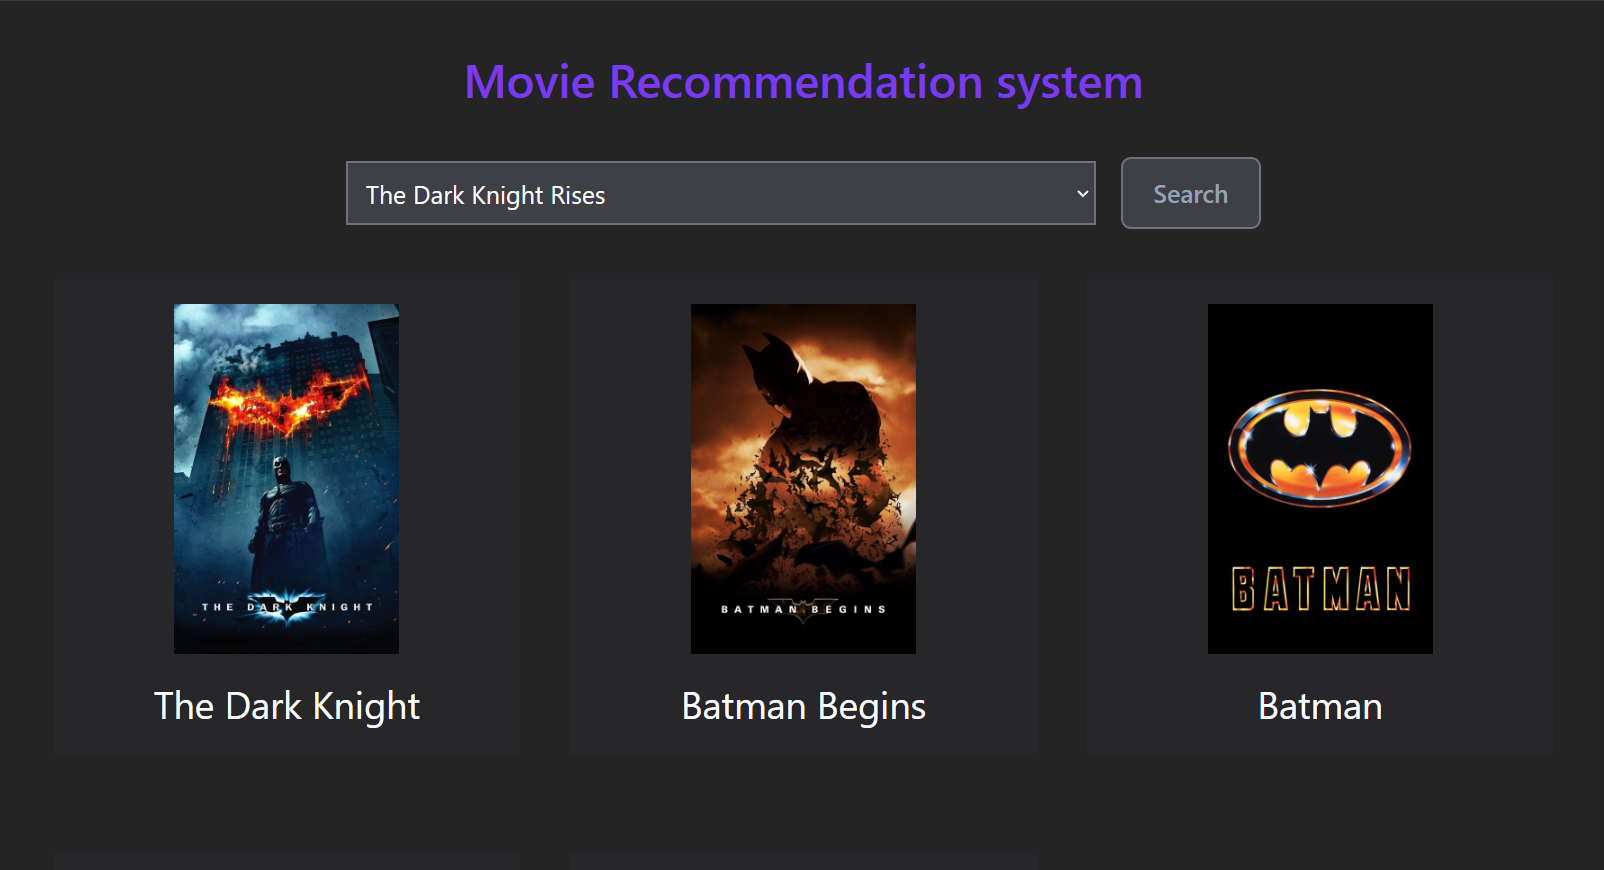 Movie Recommendation system
The Dark Knight Rises
Search
THE DARK KNIGHT
BATMAN BEGINS
BATMAN
The Dark Knight
Batman Begins
Batman